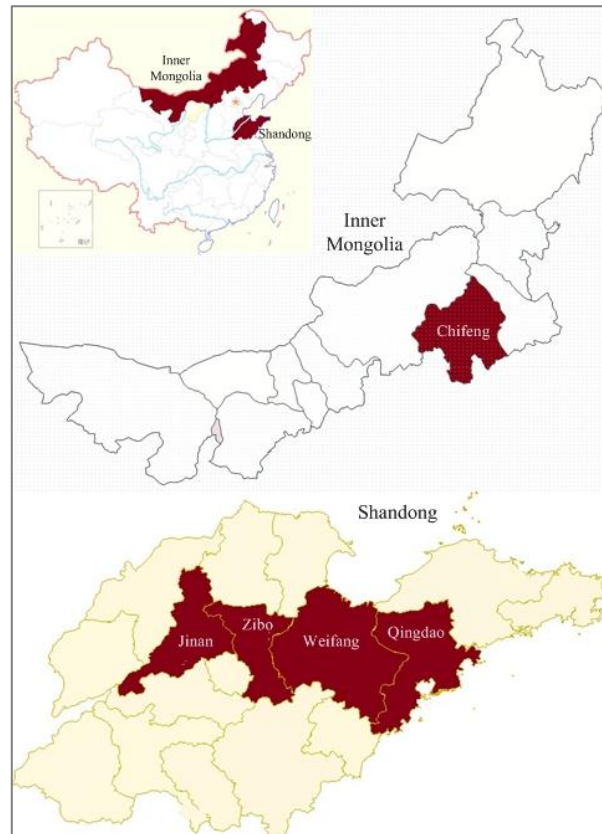 Inner
Mongolia
Shandong
Inner
Mongolia
Chifeng
Shandong
Jinan
Zibo
Weifang
Qingdao